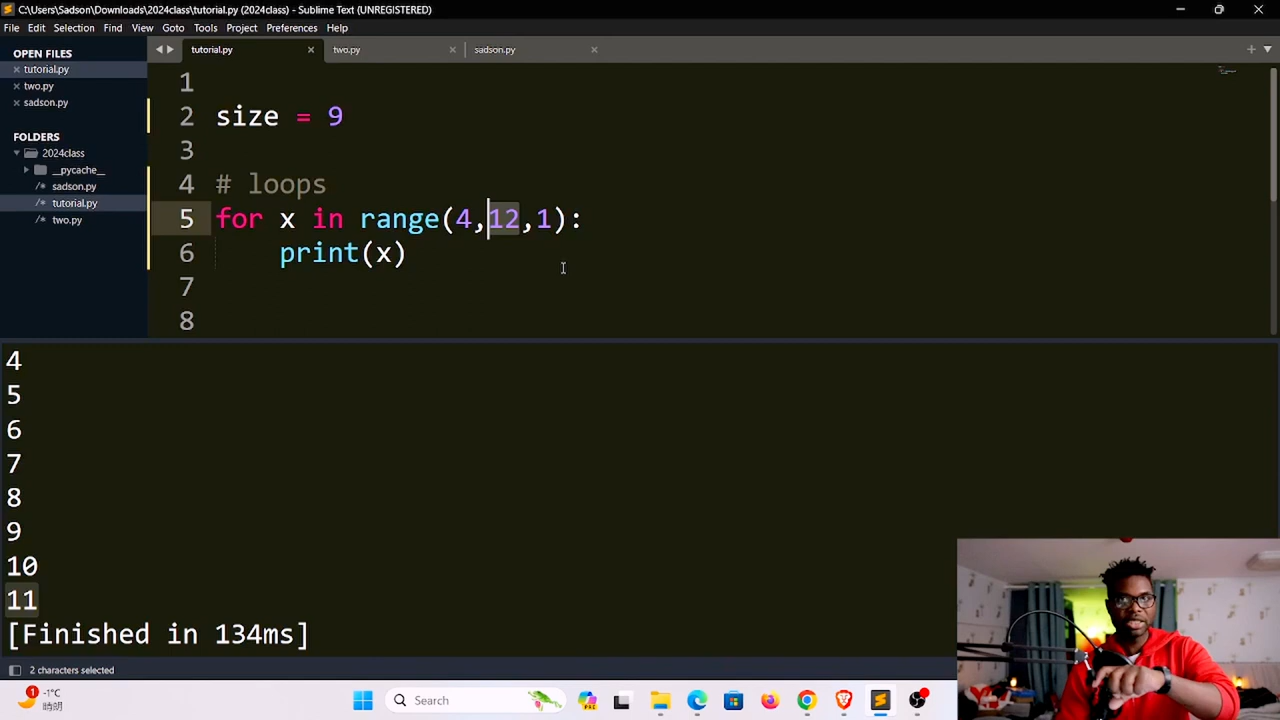 C:\Users\Sadson\Downloads\2024class\tutorial.py (2024class) - Sublime Text (UNREGISTERED)
File Edit Selection Find View Goto Tools Project Preferences Help
OPEN FILES
tutorial.py
two.py
sadson.py
FOLDERS
2024class
__pycache__
/* sadson.py
/* tutorial.py
/* two.py
tutorial.py × two.py × sadson.py ×
1
2 size = 9
3
4 # loops
5 for x in range(4,12,1):
6 print(x)
7
8
4
5
6
7
8
9
10
11
[Finished in 134ms]
2 characters selected
1
-1°C
晴朗
Search
PRE